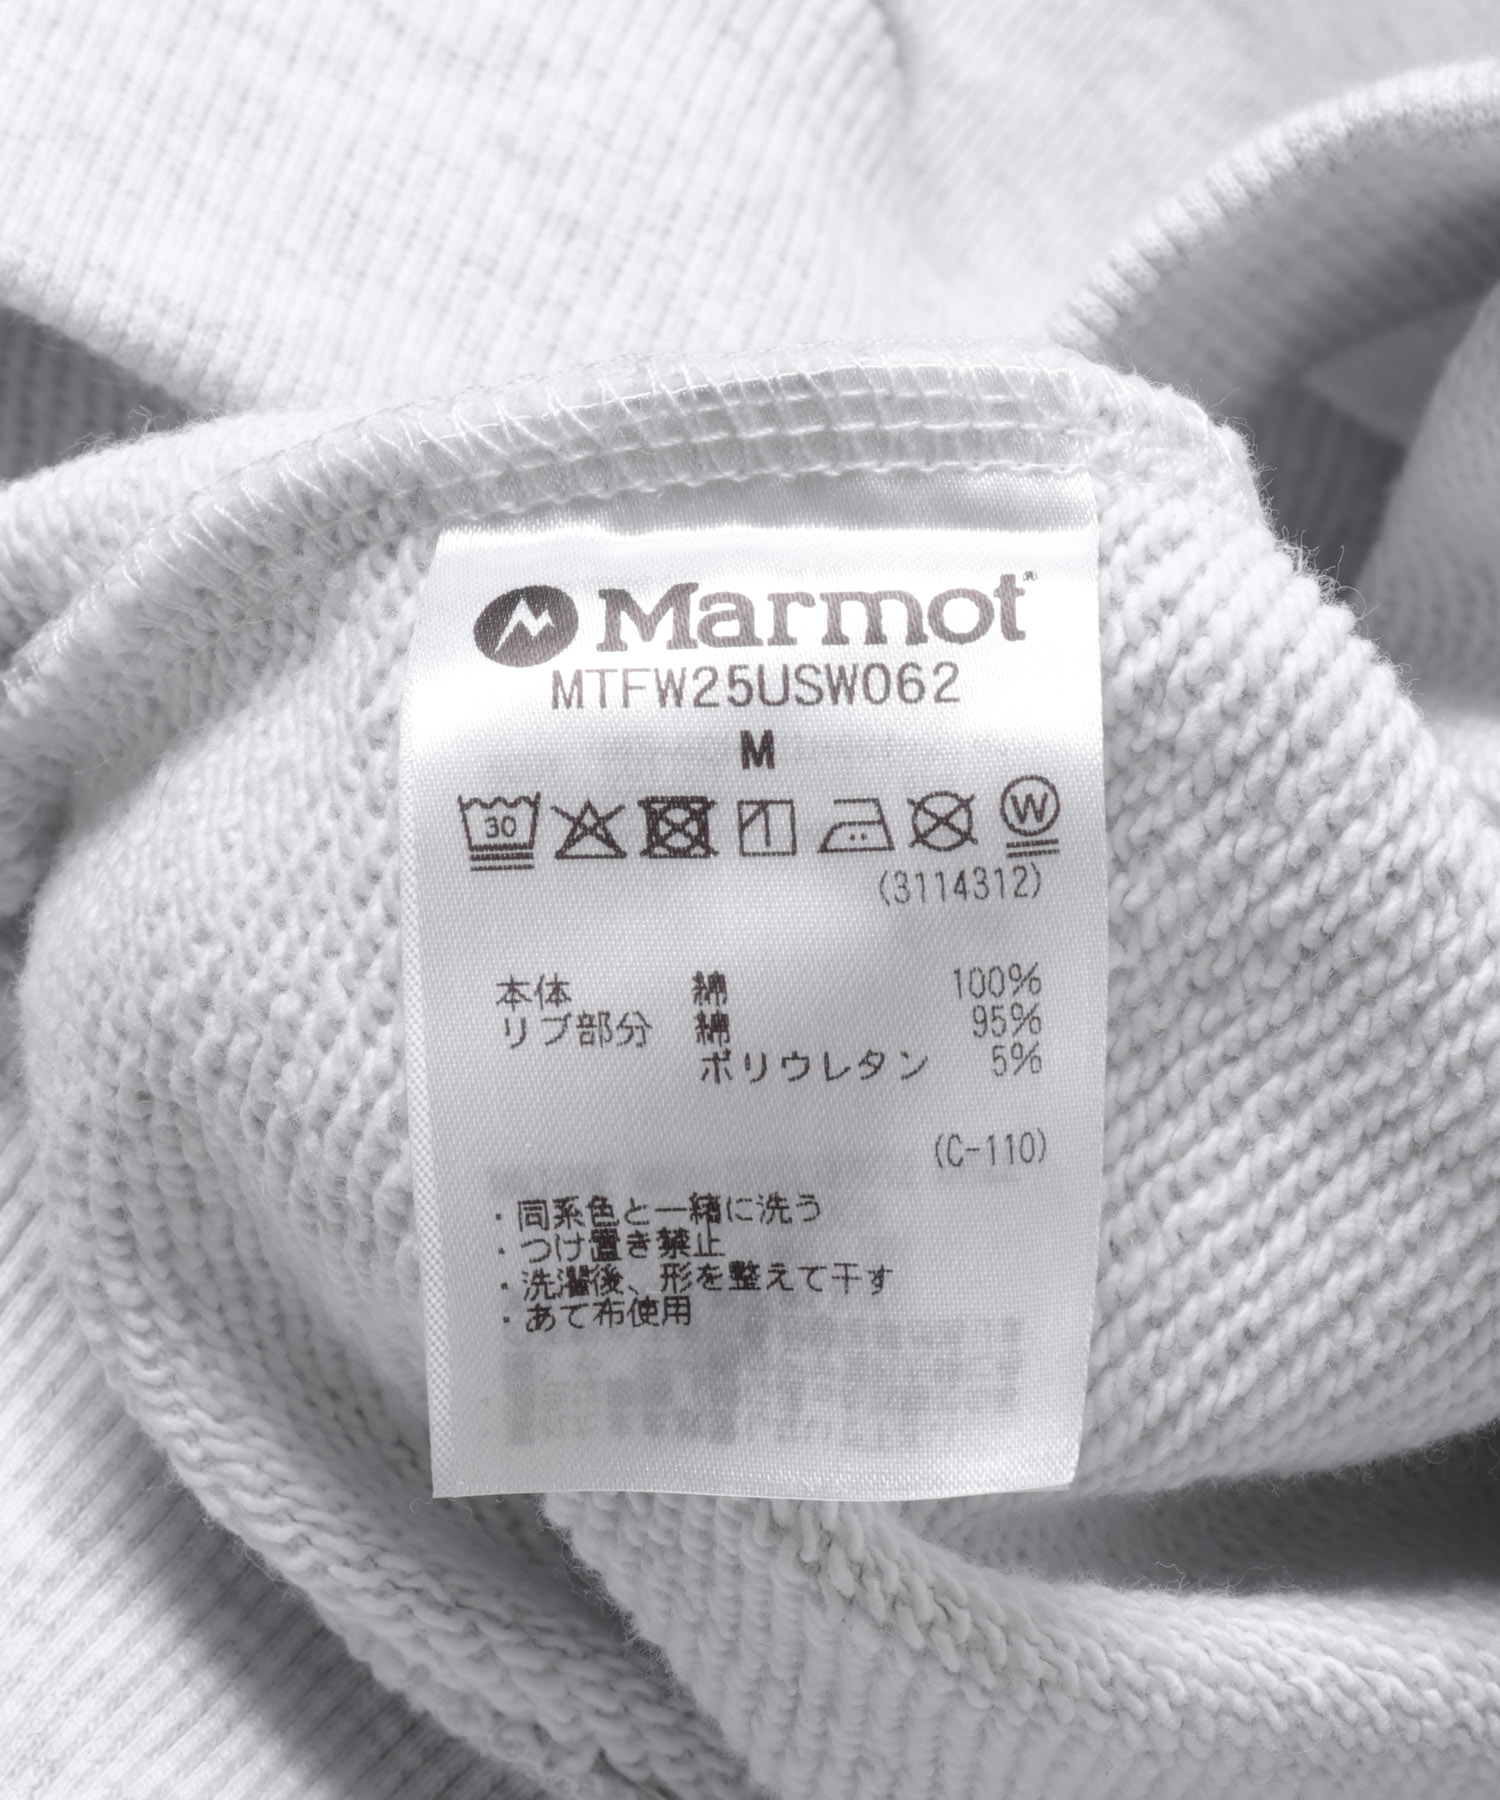 Marmot®
MTFW25USW062
M
30 W
(3114312)
本体 綿 100%
リブ部分 綿 95%
ポリウレタン 5%
(C-110)
・同系色と一緒に洗う
・つけ置き禁止
・洗濯後、形を整えて干す
・あて布使用